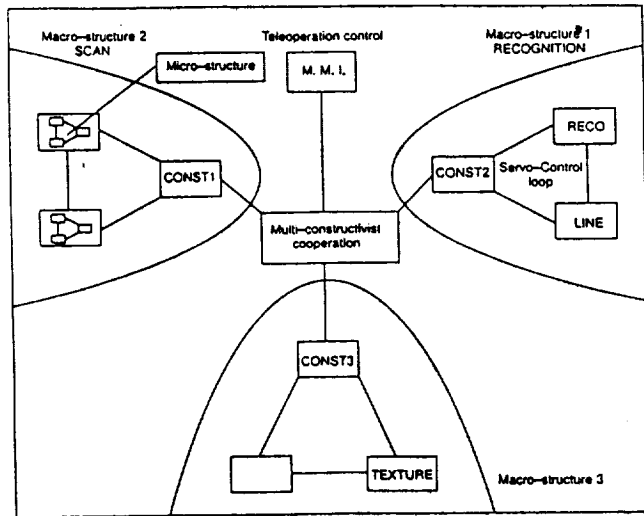 Macro-structure 2
SCAN
Teleoperation control
Macro-structure 1
RECOGNITION
Micro-structure
M. M. I.
RECO
CONST1
CONST2
Servo-Control
loop
LINE
Multi-constructivist
cooperation
CONST3
TEXTURE
Macro-structure 3